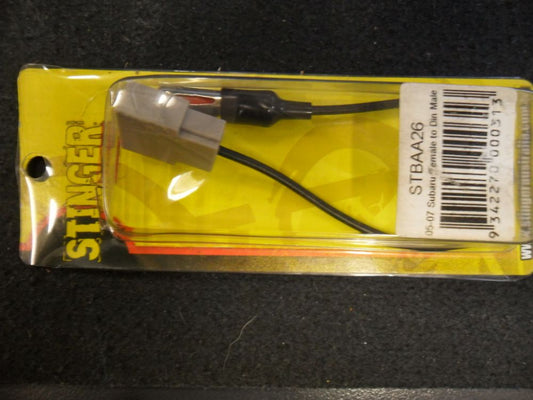 STINGER
STBAA26
05-07 Subaru Female to Din Male
9 342270 000313